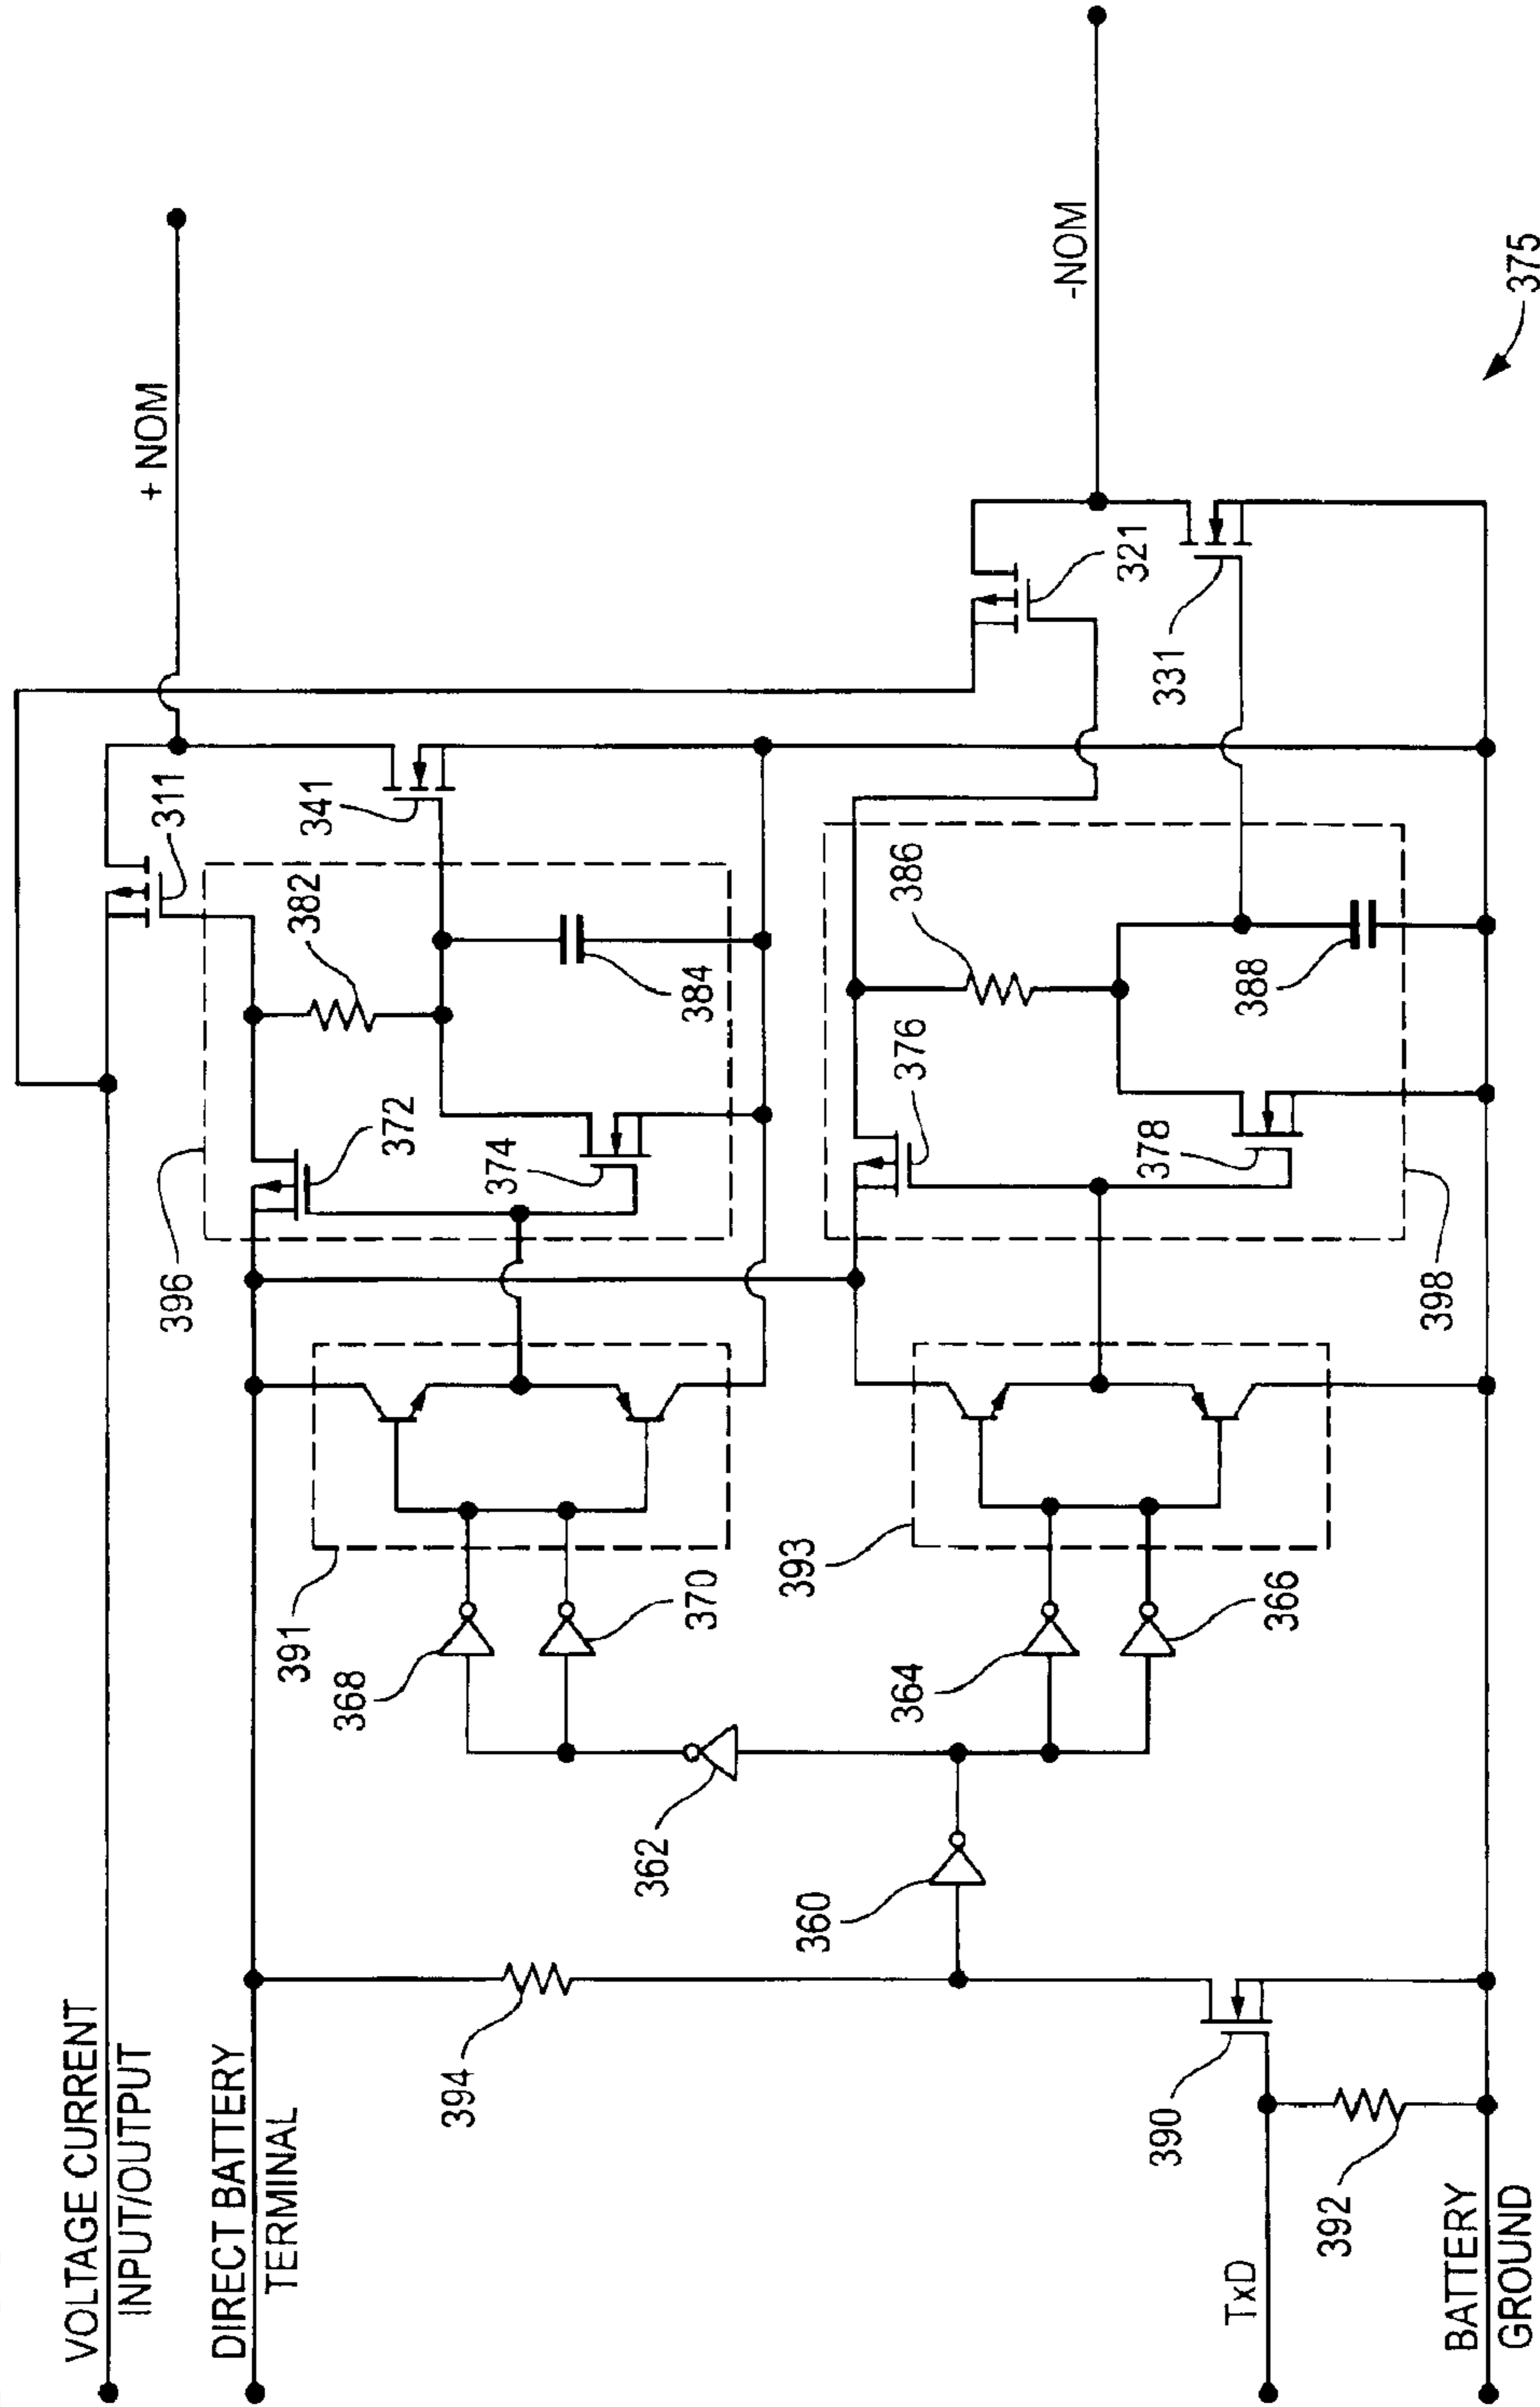 VOLTAGE CURRENT
INPUT/OUTPUT
DIRECT BATTERY
TERMINAL
TxD
BATTERY
GROUND
394
390
392
360
362
391
368
370
393
364
366
396
372
374
382
384
311
341
376
378
386
388
398
321
331
+ NOM
-NOM
375